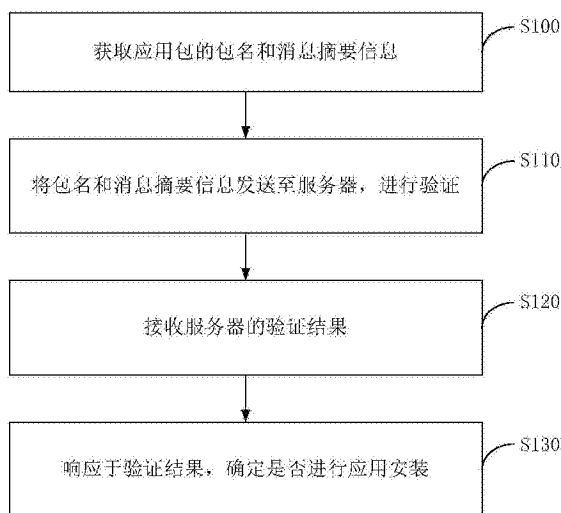 获取应用包的包名和消息摘要信息
S100
将包名和消息摘要信息发送至服务器，进行验证
S110
接收服务器的验证结果
S120
响应于验证结果，确定是否进行应用安装
S130